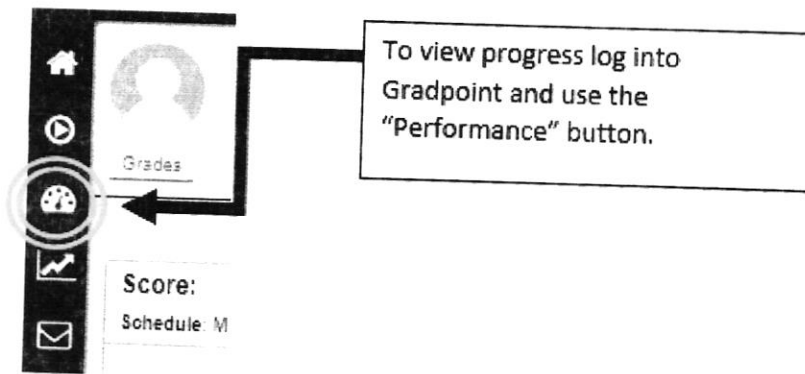 To view progress log into
Gradpoint and use the
"Performance" button.
Grades
Score:
Schedule: M